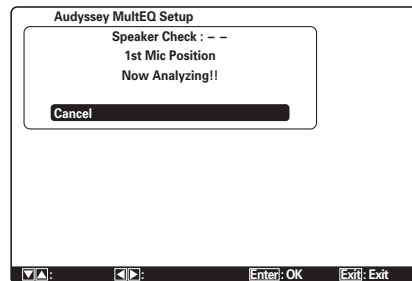 Audyssey MultEQ Setup
Speaker Check : – –
1st Mic Position
Now Analyzing!!
Cancel
▼▲: ◀▶: Enter: OK Exit: Exit